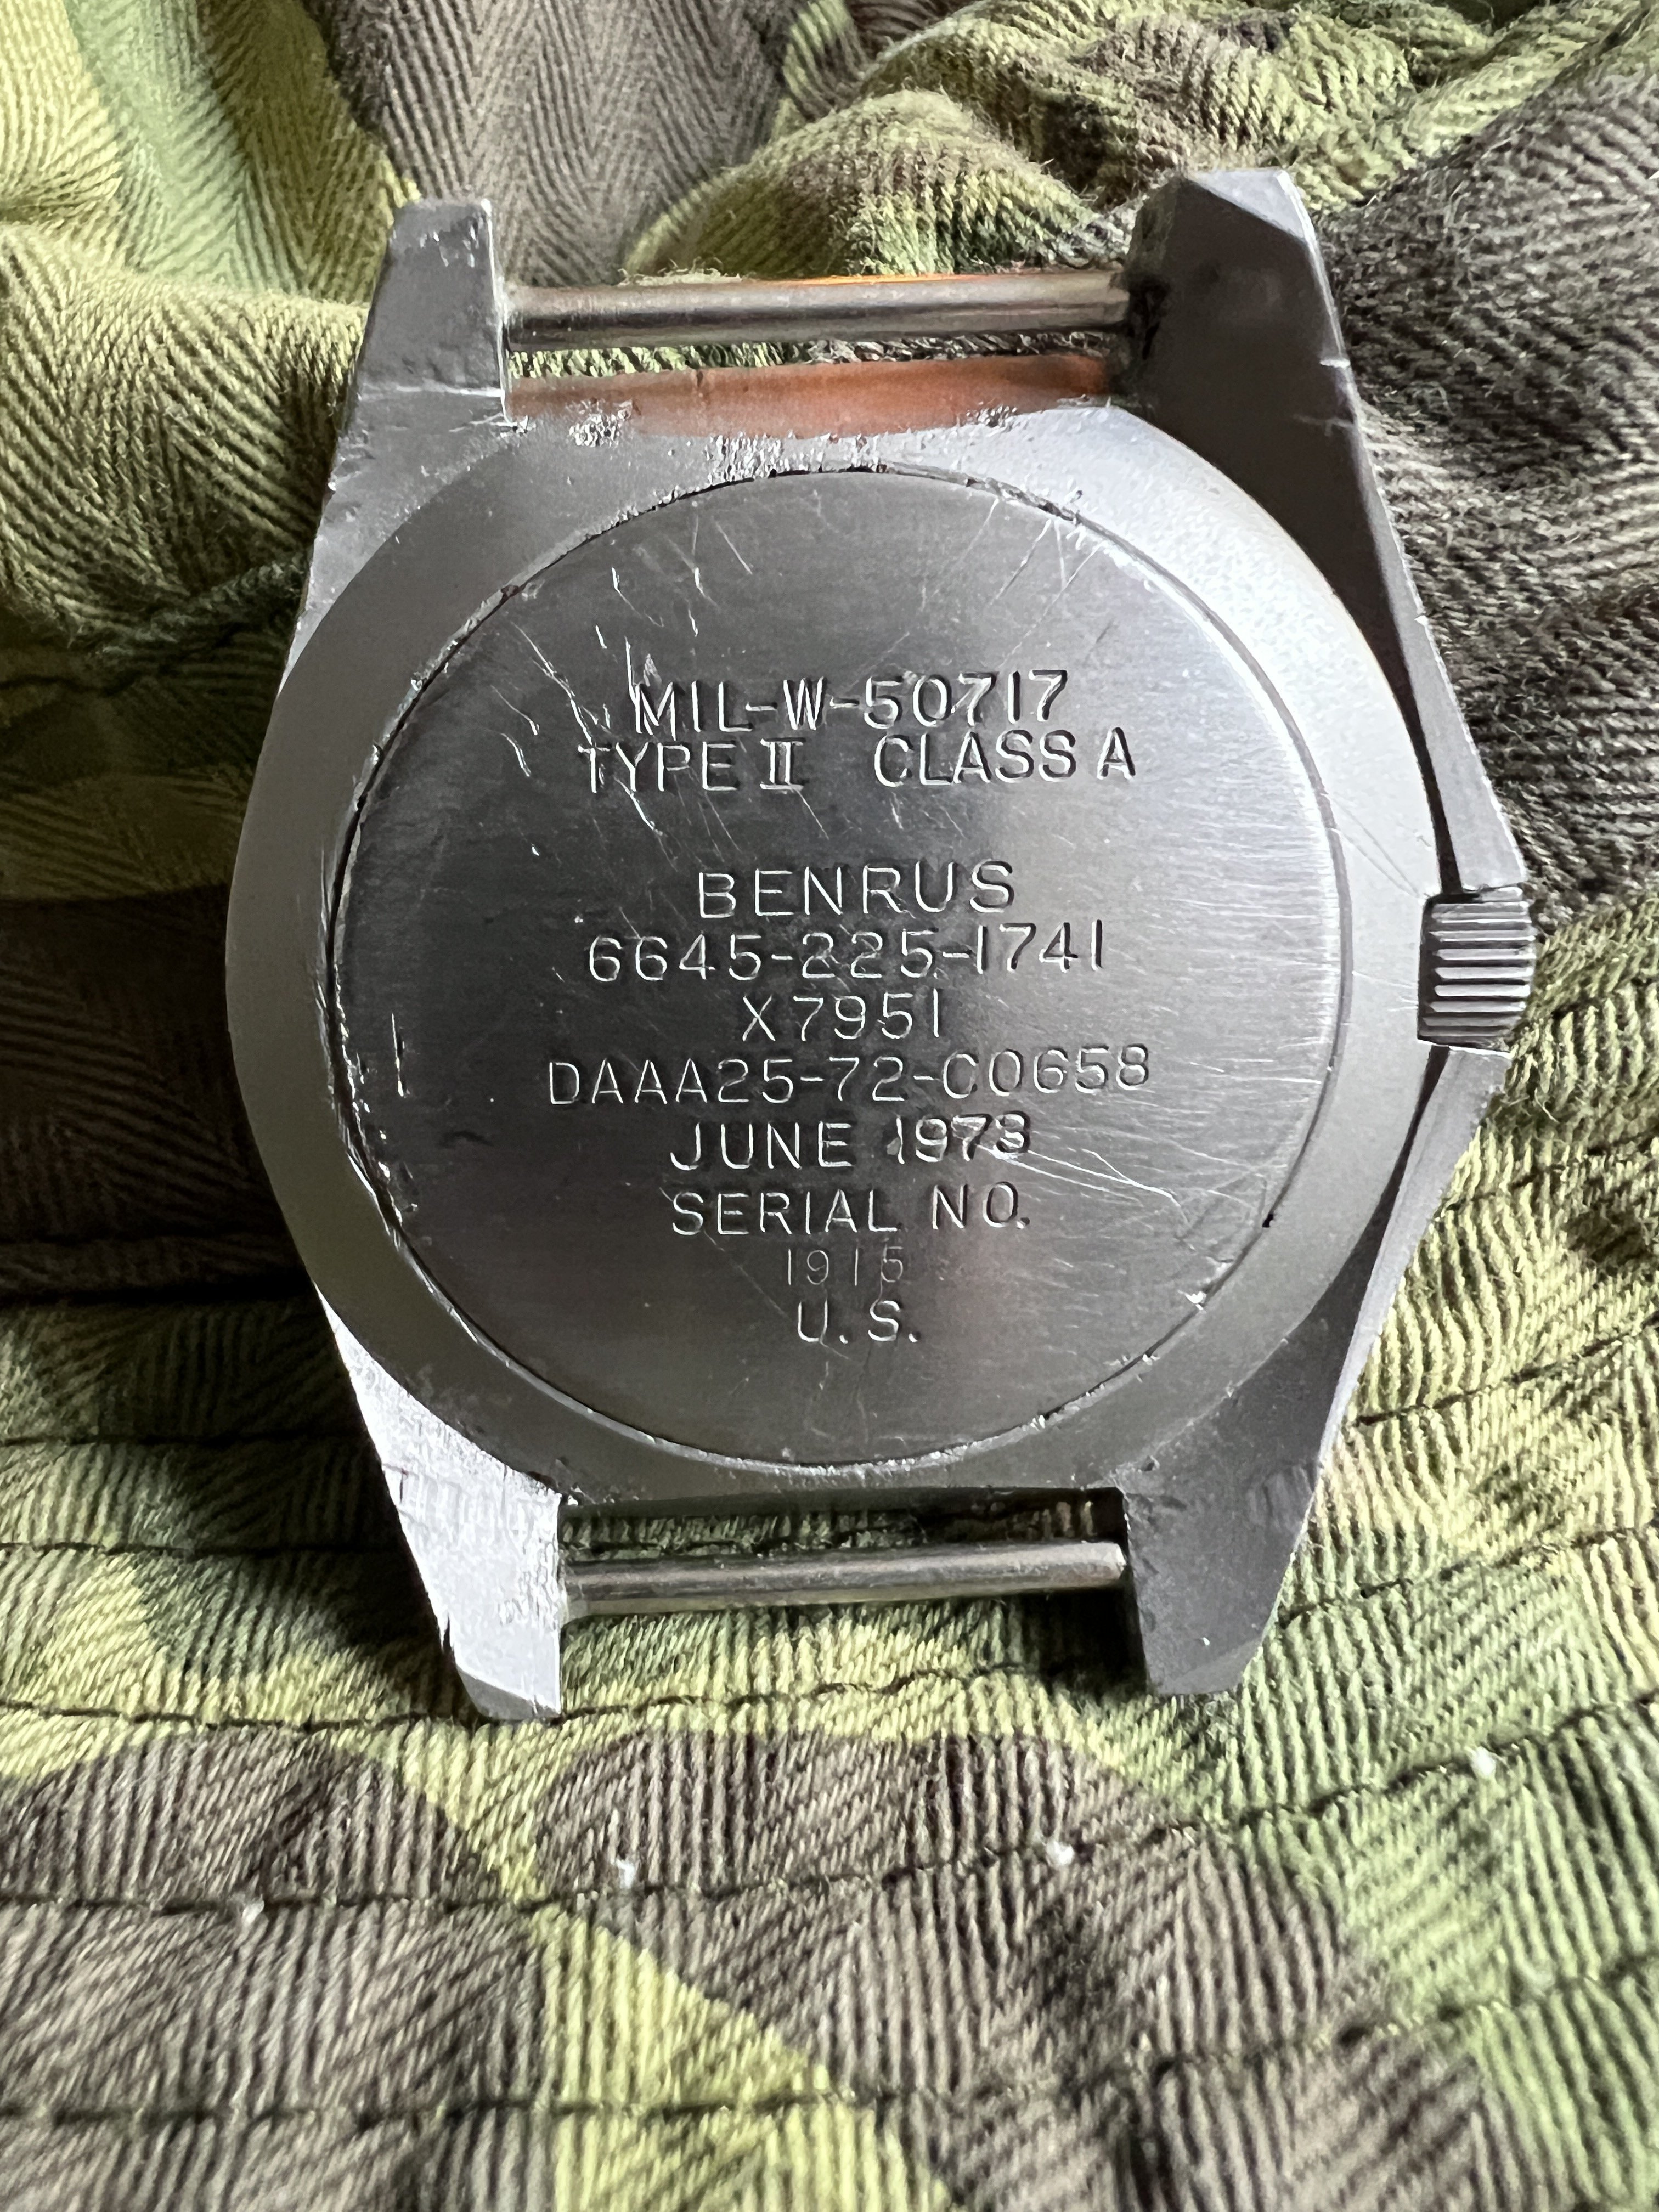 MIL-W-50717
TYPE II CLASS A
BENRUS
6645-225-1741
X7951
DAAA25-72-C0658
JUNE 1973
SERIAL NO.
1915
U.S.